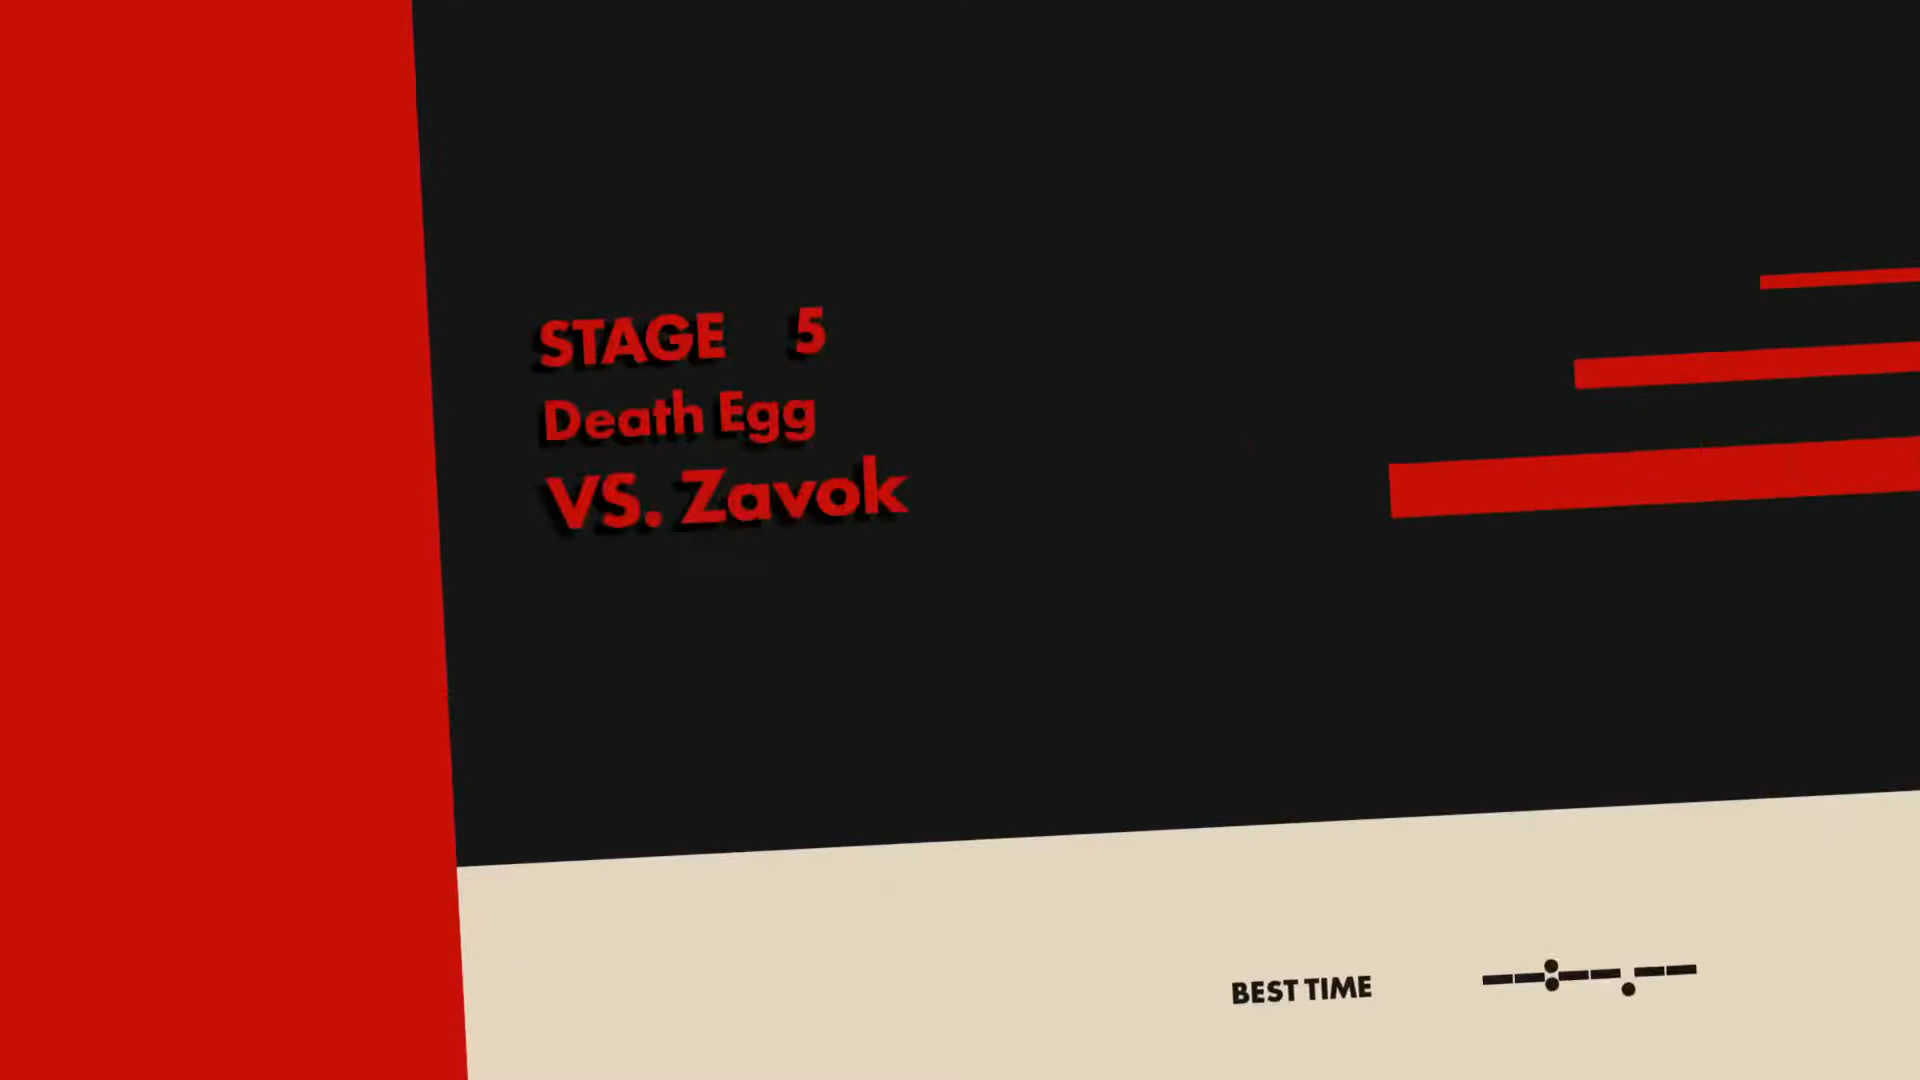 STAGE 5
Death Egg
VS. Zavok
BEST TIME --:--.--